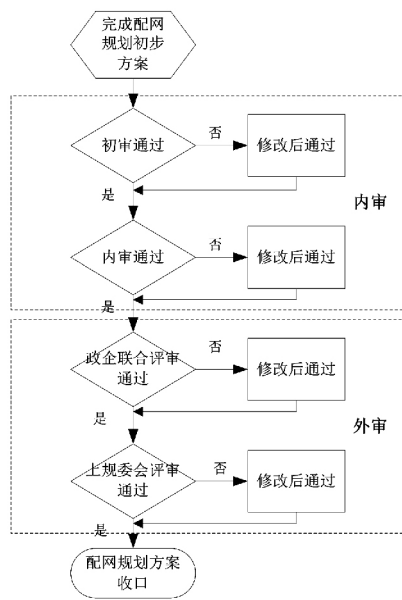 完成配网
规划初步
方案
初审通过
否
修改后通过
是
内审
内审通过
否
修改后通过
是
政企联合评审
通过
否
修改后通过
是
外审
上规委会评审
通过
否
修改后通过
是
配网规划方案
收口